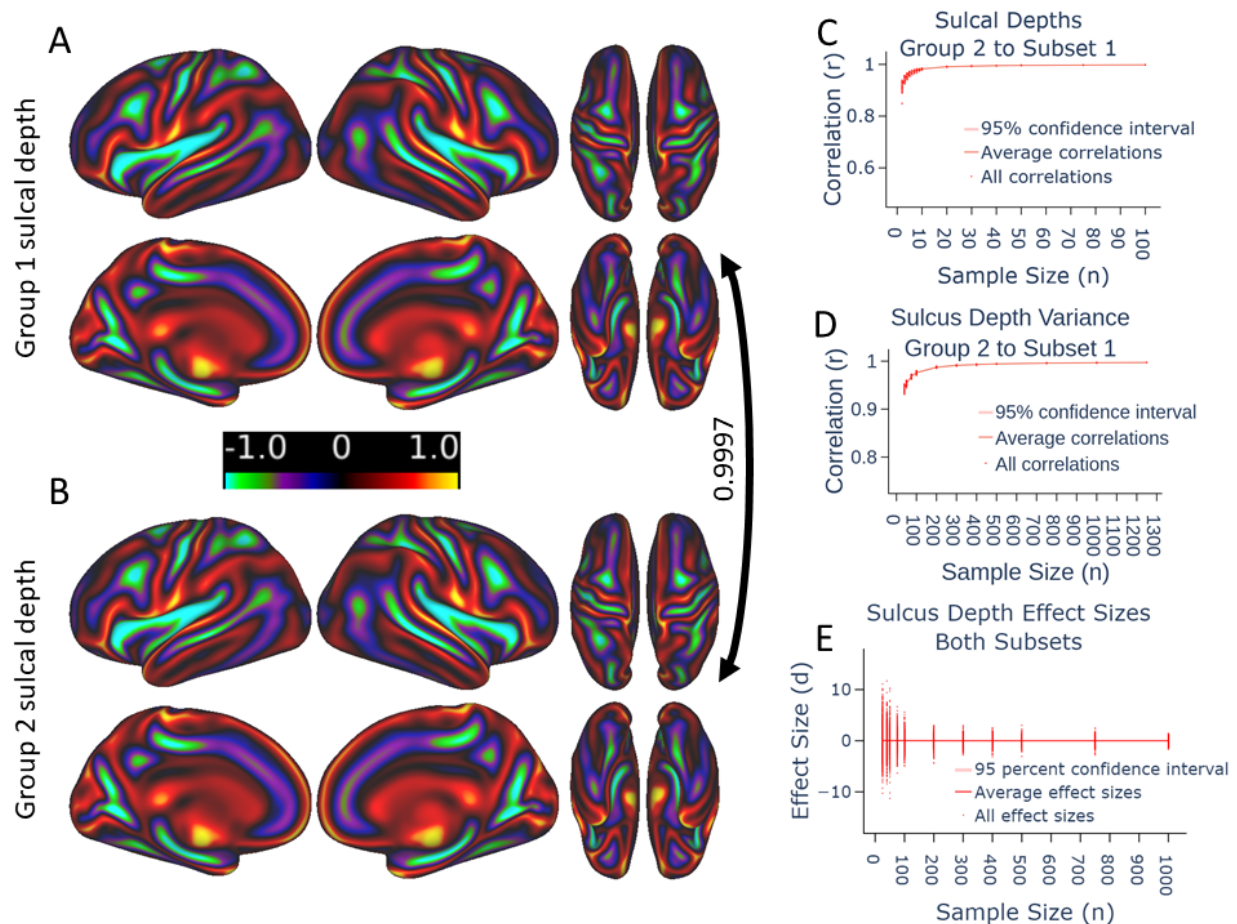 A
Group 1 sulcal depth
-1.0 0 1.0
B
Group 2 sulcal depth
0.9997
C
Sulcal Depths
Group 2 to Subset 1
Correlation (r)
1
0.8
0.6
95% confidence interval
Average correlations
All correlations
0 10 20 30 40 50 60 70 80 90 100
Sample Size (n)
D
Sulcus Depth Variance
Group 2 to Subset 1
Correlation (r)
1
0.9
0.8
95% confidence interval
Average correlations
All correlations
0 100 200 300 400 500 600 700 800 900 1000 1100 1200 1300
Sample Size (n)
E
Sulcus Depth Effect Sizes
Both Subsets
Effect Size (d)
10
0
−10
95 percent confidence interval
Average effect sizes
All effect sizes
0 100 200 300 400 500 600 700 800 900 1000
Sample Size (n)